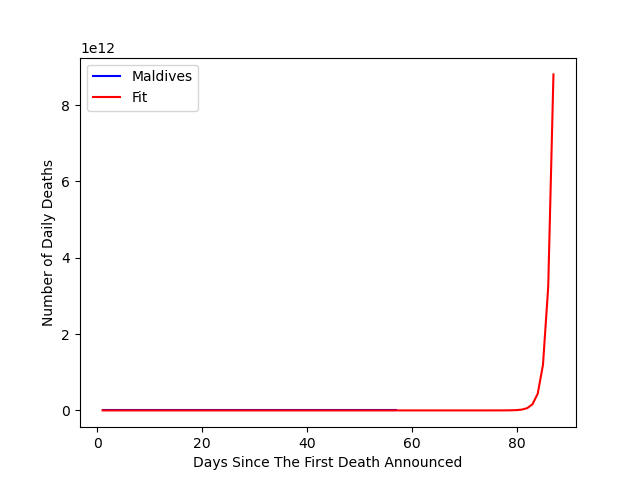 1e12
Maldives
Fit
8
6
4
2
0
Number of Daily Deaths
0 20 40 60 80
Days Since The First Death Announced